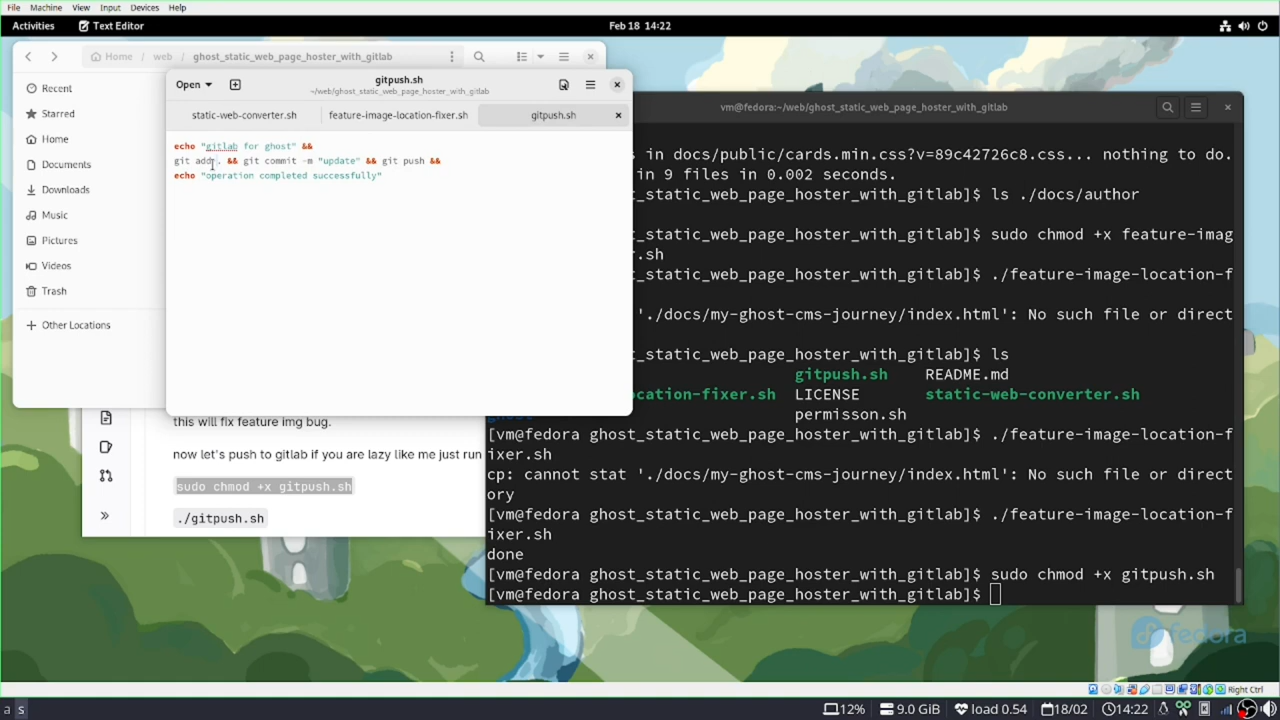 File Machine View Input Devices Help
Activities Text Editor Feb 18 14:22
Home web ghost_static_web_page_hoster_with_gitlab
Recent
Starred
Home
Documents
Downloads
Music
Pictures
Videos
Trash
Other Locations
Open gitpush.sh
~/web/ghost_static_web_page_hoster_with_gitlab
static-web-converter.sh feature-image-location-fixer.sh gitpush.sh
echo "gitlab for ghost" &&
git add . && git commit -m "update" && git push &&
echo "operation completed successfully"
vm@fedora:~/web/ghost_static_web_page_hoster_with_gitlab
s in docs/public/cards.min.css?v=89c42726c8.css... nothing to do.
in 9 files in 0.002 seconds.
_static_web_page_hoster_with_gitlab]$ ls ./docs/author
_static_web_page_hoster_with_gitlab]$ sudo chmod +x feature-imag
.sh
_static_web_page_hoster_with_gitlab]$ ./feature-image-location-f
'./docs/my-ghost-cms-journey/index.html': No such file or direct
_static_web_page_hoster_with_gitlab]$ ls
gitpush.sh README.md
ocation-fixer.sh LICENSE static-web-converter.sh
permisson.sh
[vm@fedora ghost_static_web_page_hoster_with_gitlab]$ ./feature-image-location-f
ixer.sh
cp: cannot stat './docs/my-ghost-cms-journey/index.html': No such file or direct
ory
[vm@fedora ghost_static_web_page_hoster_with_gitlab]$ ./feature-image-location-f
ixer.sh
done
[vm@fedora ghost_static_web_page_hoster_with_gitlab]$ sudo chmod +x gitpush.sh
[vm@fedora ghost_static_web_page_hoster_with_gitlab]$
this will fix feature img bug.
now let's push to gitlab if you are lazy like me just run
sudo chmod +x gitpush.sh
./gitpush.sh
fedora
Right Ctrl
a s 12% 9.0 GiB load 0.54 18/02 14:22